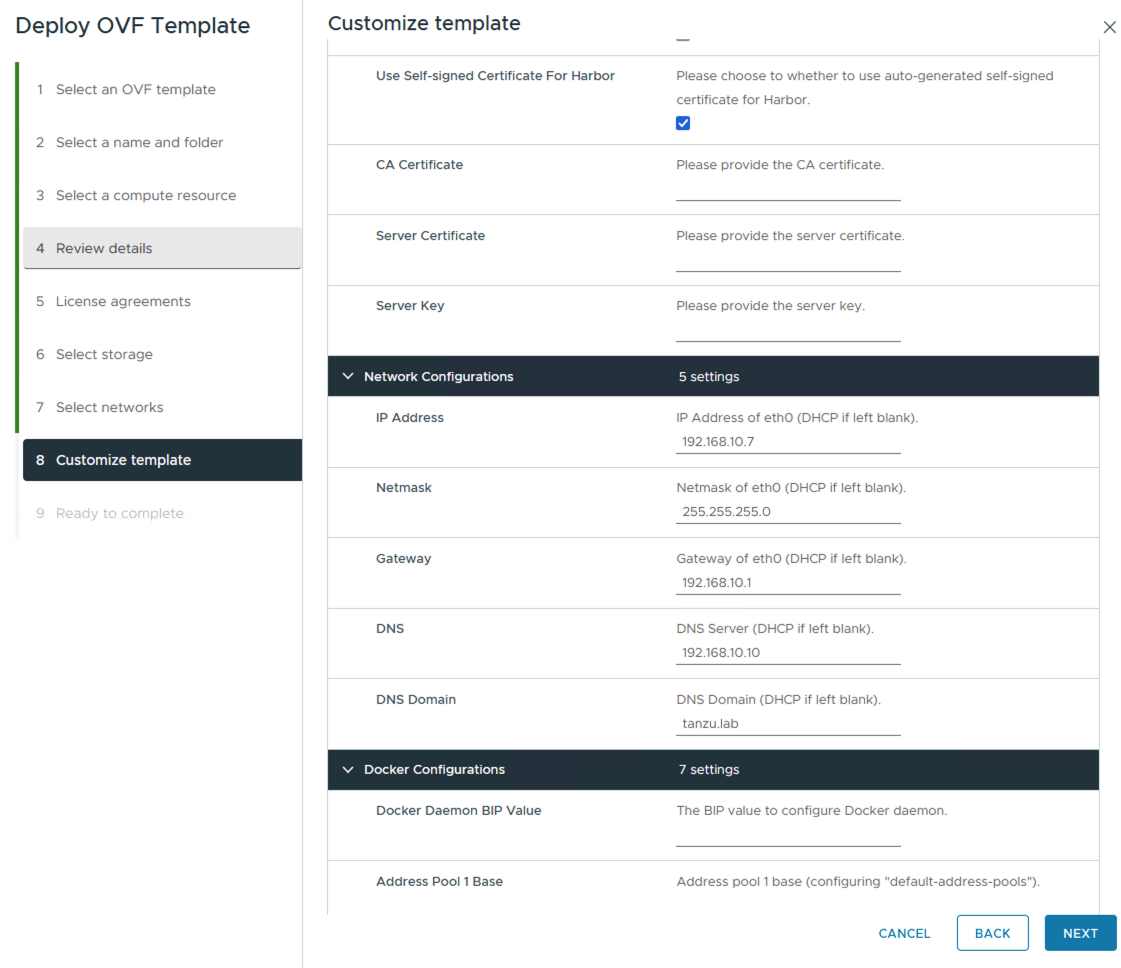 Deploy OVF Template
1 Select an OVF template
2 Select a name and folder
3 Select a compute resource
4 Review details
5 License agreements
6 Select storage
7 Select networks
8 Customize template
9 Ready to complete
Customize template
Use Self-signed Certificate For Harbor
Please choose to whether to use auto-generated self-signed
certificate for Harbor.
CA Certificate
Please provide the CA certificate.
Server Certificate
Please provide the server certificate.
Server Key
Please provide the server key.
Network Configurations
5 settings
IP Address
IP Address of eth0 (DHCP if left blank).
192.168.10.7
Netmask
Netmask of eth0 (DHCP if left blank).
255.255.255.0
Gateway
Gateway of eth0 (DHCP if left blank).
192.168.10.1
DNS
DNS Server (DHCP if left blank).
192.168.10.10
DNS Domain
DNS Domain (DHCP if left blank).
tanzu.lab
Docker Configurations
7 settings
Docker Daemon BIP Value
The BIP value to configure Docker daemon.
Address Pool 1 Base
Address pool 1 base (configuring "default-address-pools").
CANCEL
BACK
NEXT